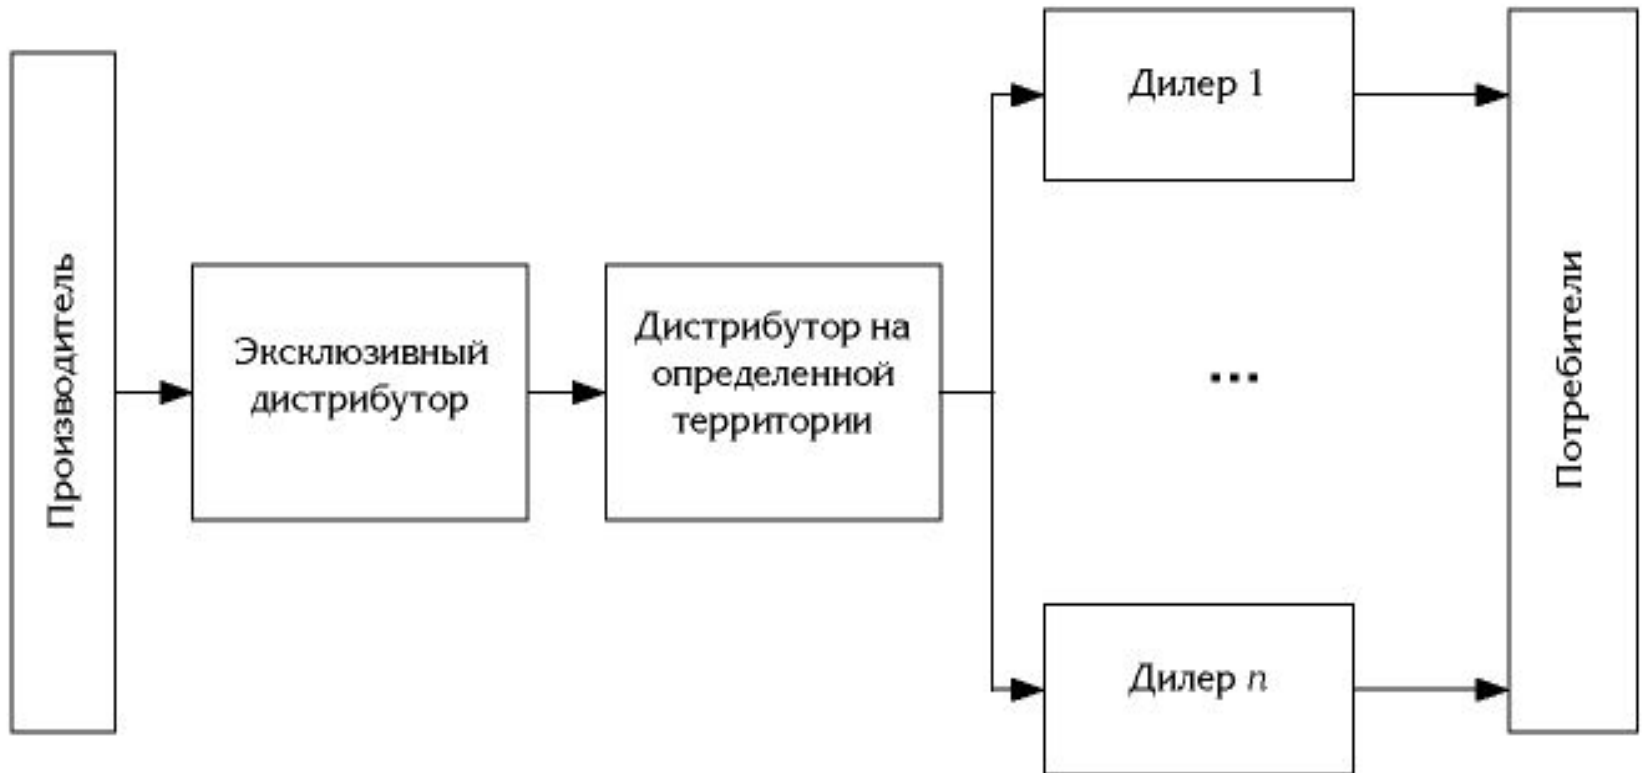 Производитель
Эксклюзивный
дистрибутор
Дистрибутор на
определенной
территории
Дилер 1
...
Дилер n
Потребители